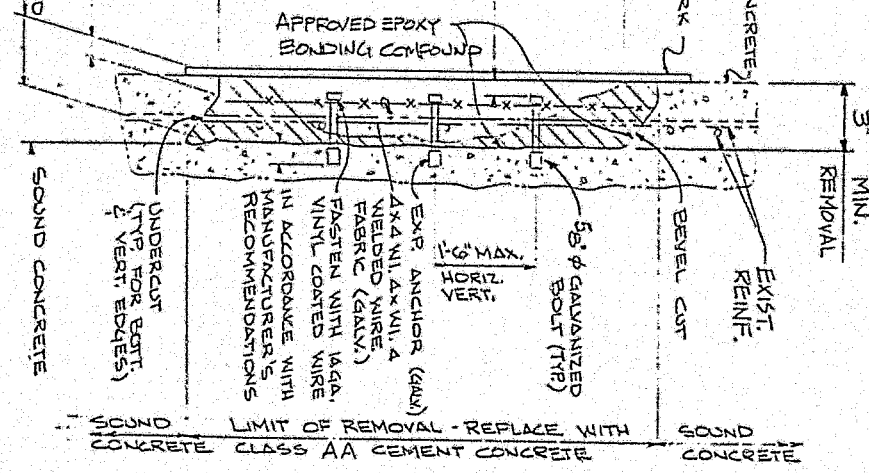 APPROVED EPOXY
BONDING COMPOUND
RK
NCRETE
D
3"
MIN.
REMOVAL
SOUND CONCRETE
UNDERCUT
(TYP. FOR BOTT.
& VERT EDGES)
IN ACCORDANCE WITH
MANUFACTURER'S
RECOMMENDATIONS
FASTEN WITH 16GA.
VINYL COATED WIRE
4X4 W1.4XW1.4
WELDED WIRE
FABRIC (GALV.)
EXP. ANCHOR (GALV.)
1'-6" MAX.
HORIZ.
VERT.
5/8" φ GALVANIZED
BOLT (TYP.)
BEVEL CUT
EXIST.
REINF.
SOUND
CONCRETE
LIMIT OF REMOVAL - REPLACE WITH
CLASS AA CEMENT CONCRETE
SOUND
CONCRETE